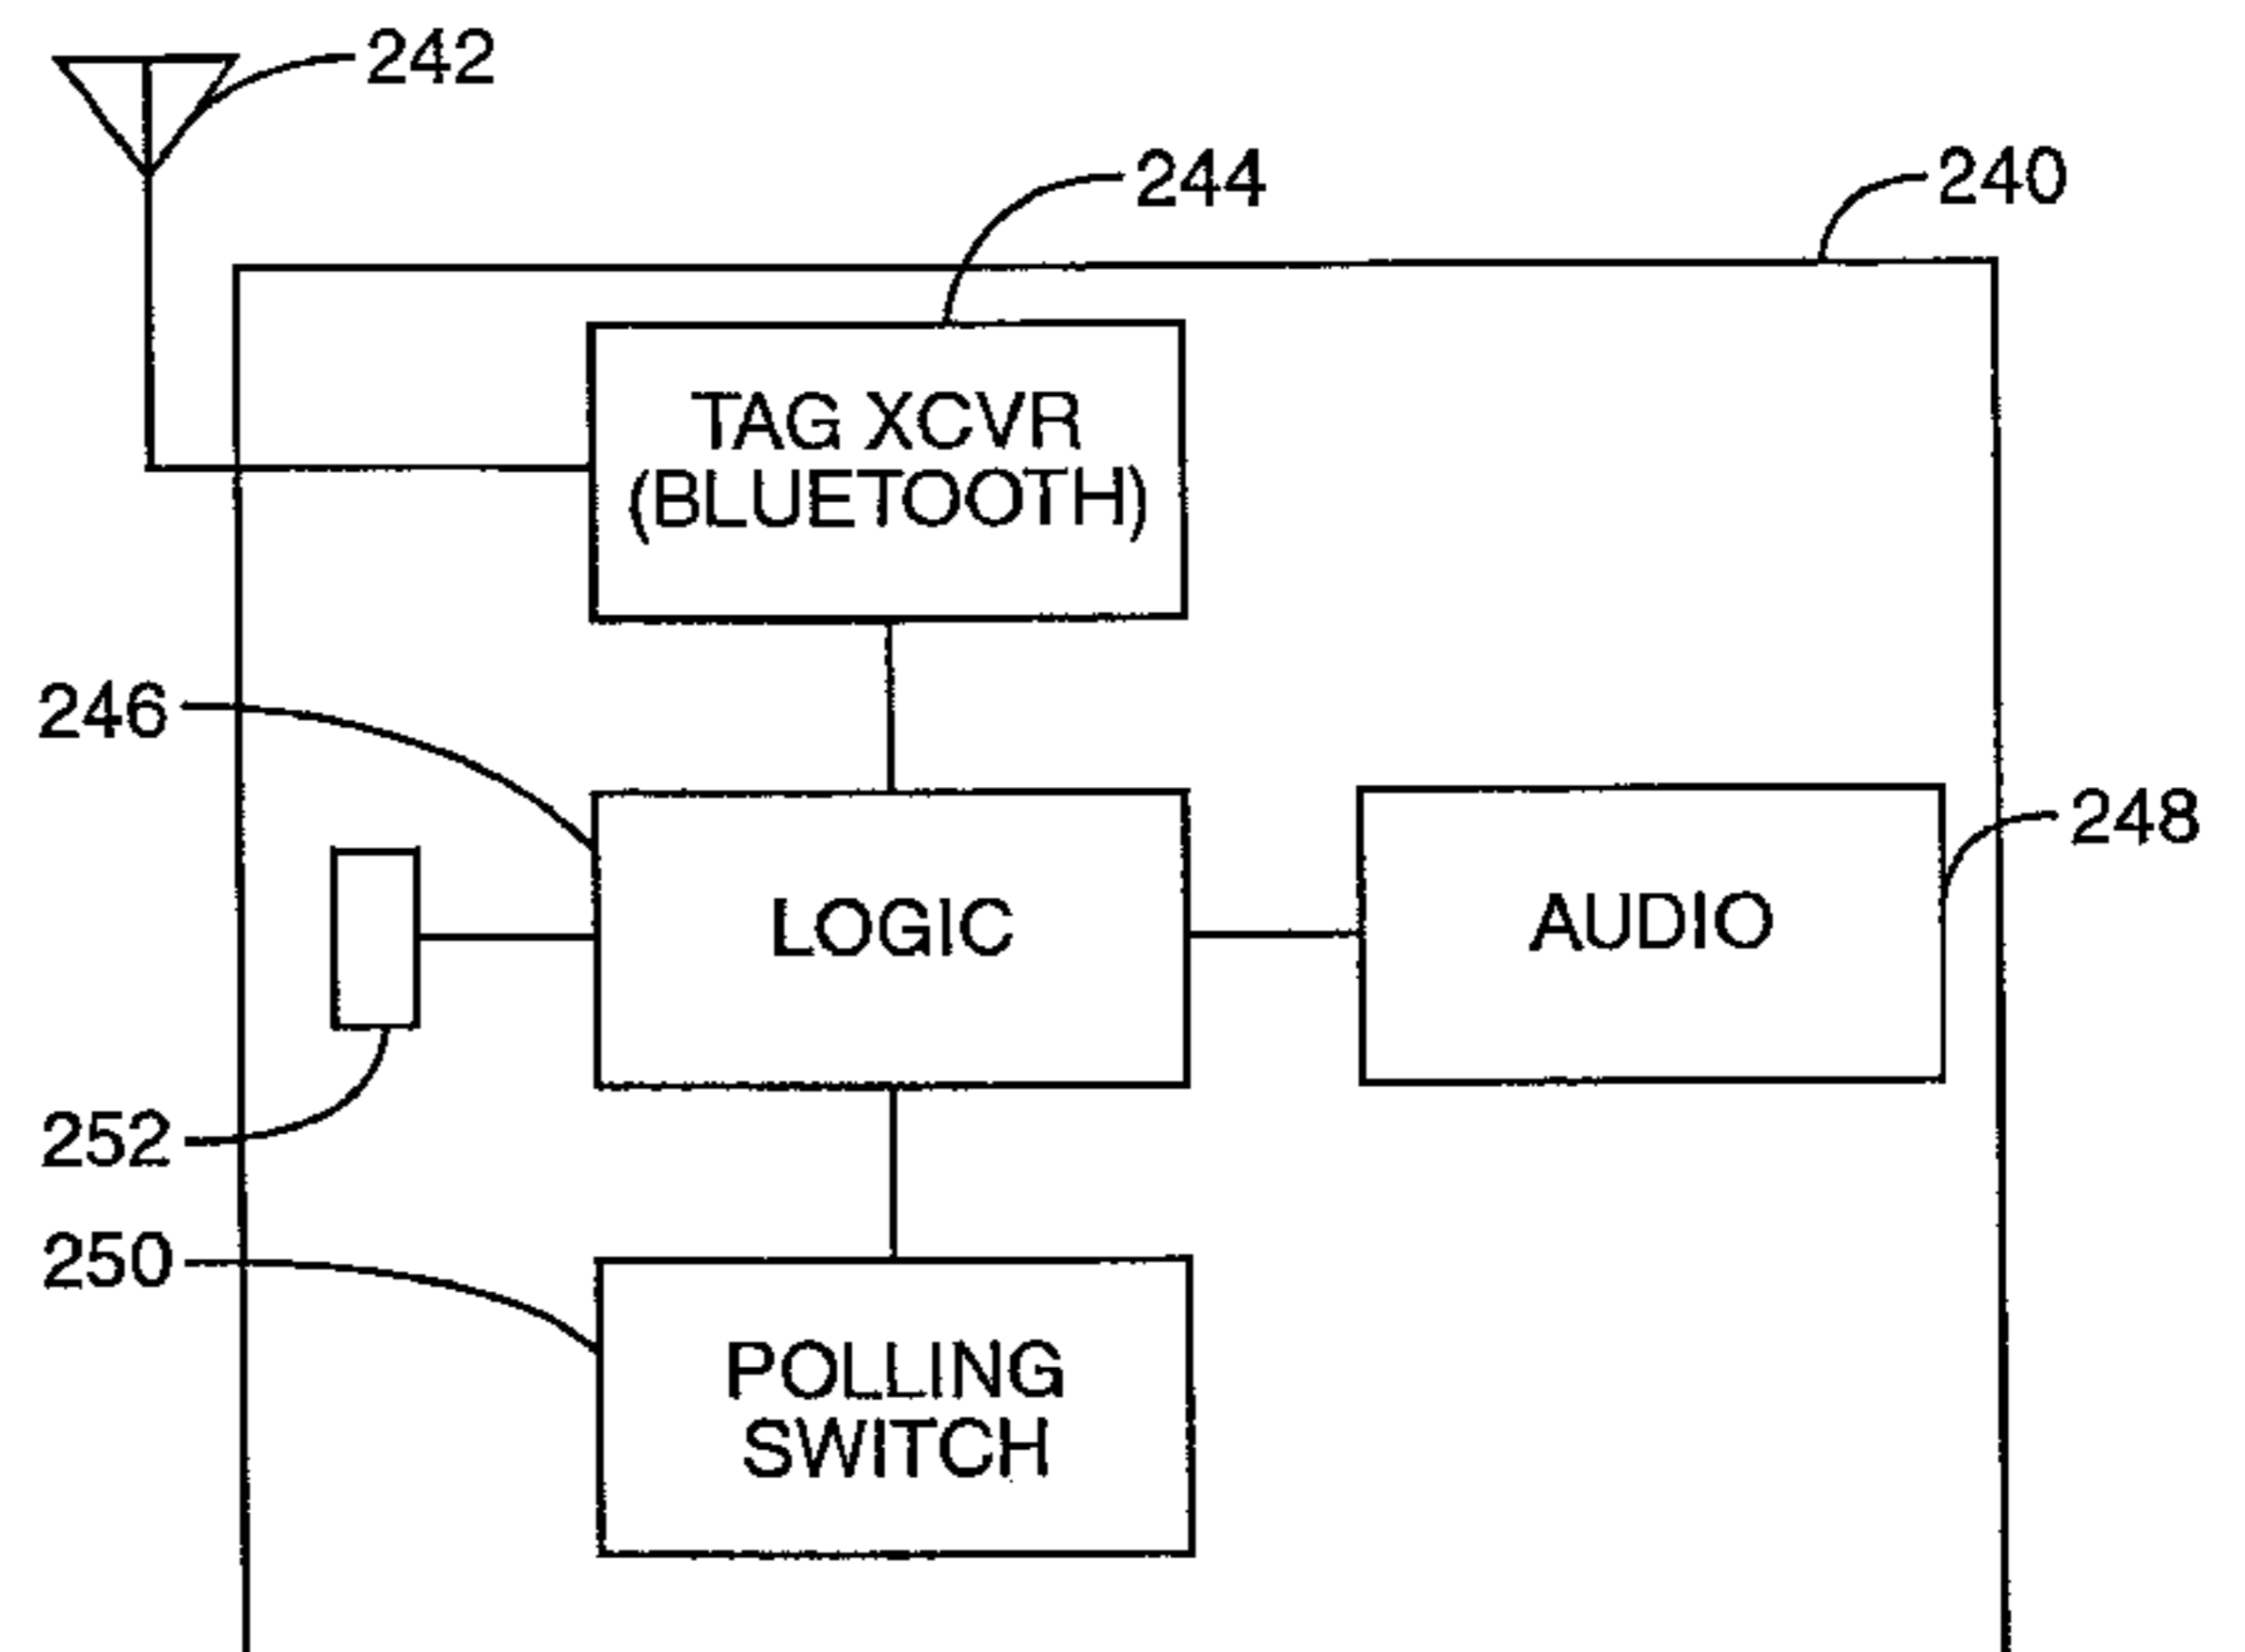 242
244
240
TAG XCVR
(BLUETOOTH)
246
248
LOGIC
AUDIO
252
250
POLLING
SWITCH